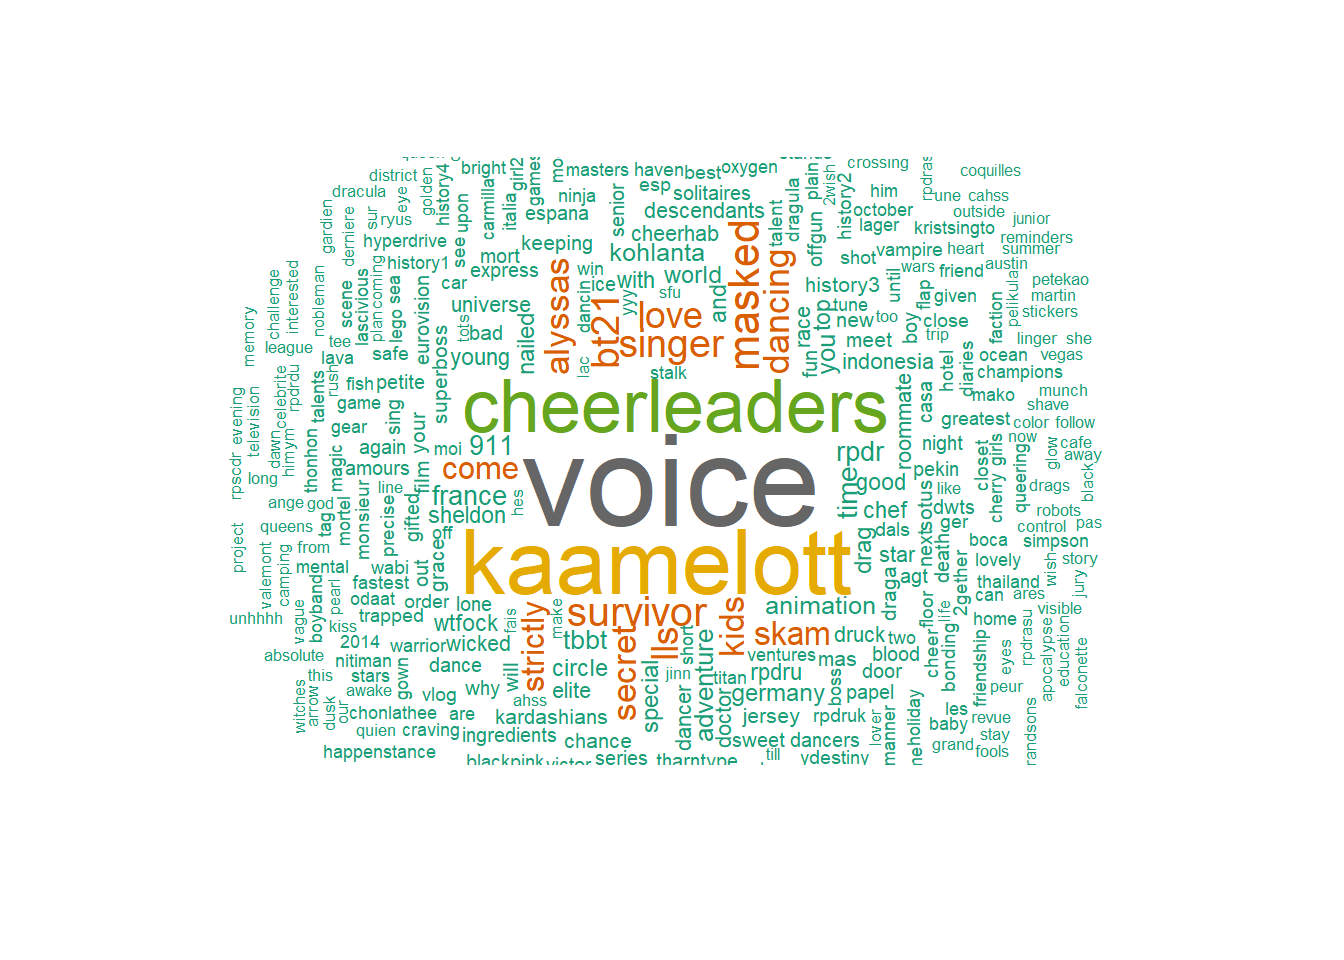 voice
kaamelott
cheerleaders
masked
singer
survivor
dancing
alyssas
bt21
love
come
strictly
secret
lls
kids
skam
bright
masters
haven
best
oxygen
crossing
coquilles
district
dracula
eye
golden
history4
upon
carmilla
italia
girl2
games
mo
ninja
esp
senior
solitaires
talent
dragula
plain
2wish
history2
him
rpdras
une
cahss
outside
junior
gardien
derniere
sur
ryus
see
espana
descendants
october
lager
kristsingto
reminders
hyperdrive
mort
keeping
cheerhab
offgun
shot
vampire
heart
summer
history1
express
win
kohlanta
wars
friend
austin
petekao
challenge
interested
nobleman
tee
scene
plan
coming
lascivious
lego
sea
eurovision
car
universe
tots
bad
nailed
dancin
ice
yyy
with
sfu
world
and
history3
tune
until
too
boy
flap
given
faction
pelikula
martin
stickers
memory
league
lava
rush
safe
superboss
young
lac
stalk
fun
race
you
top
new
meet
trip
close
linger
she
indonesia
hotel
diaries
ocean
vegas
champions
talents
fish
petite
game
sing
roommate
casa
mako
munch
shave
evening
television
celebrite
rpdrdu
rpscdr
dawn
himym
thonhon
magic
gear
your
again
film
moi
911
rpdr
night
greatest
closet
cherry
girls
color
follow
now
cafe
away
glow
black
queering
long
amours
line
france
hes
time
good
pekin
like
drags
ange
god
tag
mortel
monsieur
precise
gifted
sheldon
off
chef
nextsotus
dwts
robots
control
pas
project
queens
from
mental
wabi
out
grace
drag
dals
star
ger
death
boca
simpson
lovely
valemont
camping
unhhhh
vague
boyband
pearl
kiss
fastest
odaat
order
lone
draga
agt
floor
2gether
thailand
can
ares
wish
story
jury
trapped
wtfock
fais
make
animation
life
home
visible
2014
warrior
wicked
tbbt
short
druck
two
cheer
bonding
friendship
eyes
rpdrasu
apocalypse
education
falconette
absolute
nitiman
this
stars
dance
will
circle
jinn
ventures
mas
blood
door
peur
awake
gown
vlog
why
elite
special
adventure
titan
rpdru
boss
papel
germany
les
baby
revue
witches
arrow
dusk
our
chonlathee
are
ahss
kardashians
dancer
doctor
jersey
rpdruk
lover
manner
neholiday
stay
quien
craving
ingredients
chance
dsweet
dancers
grand
fools
randsons
happenstance
blackpink
victor
series
tharntype
till
ydestiny